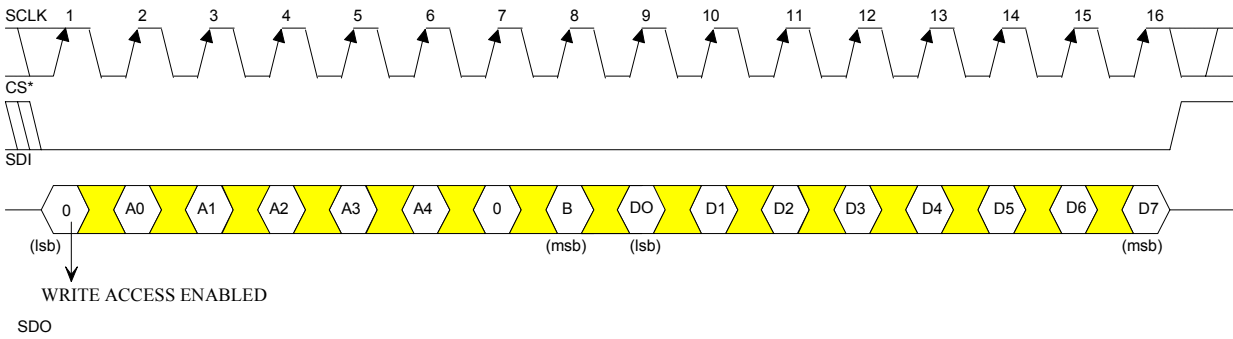 SCLK 1 2 3 4 5 6 7 8 9 10 11 12 13 14 15 16
CS*
SDI
0 A0 A1 A2 A3 A4 0 B DO D1 D2 D3 D4 D5 D6 D7
(lsb) (msb) (lsb) (msb)
WRITE ACCESS ENABLED
SDO